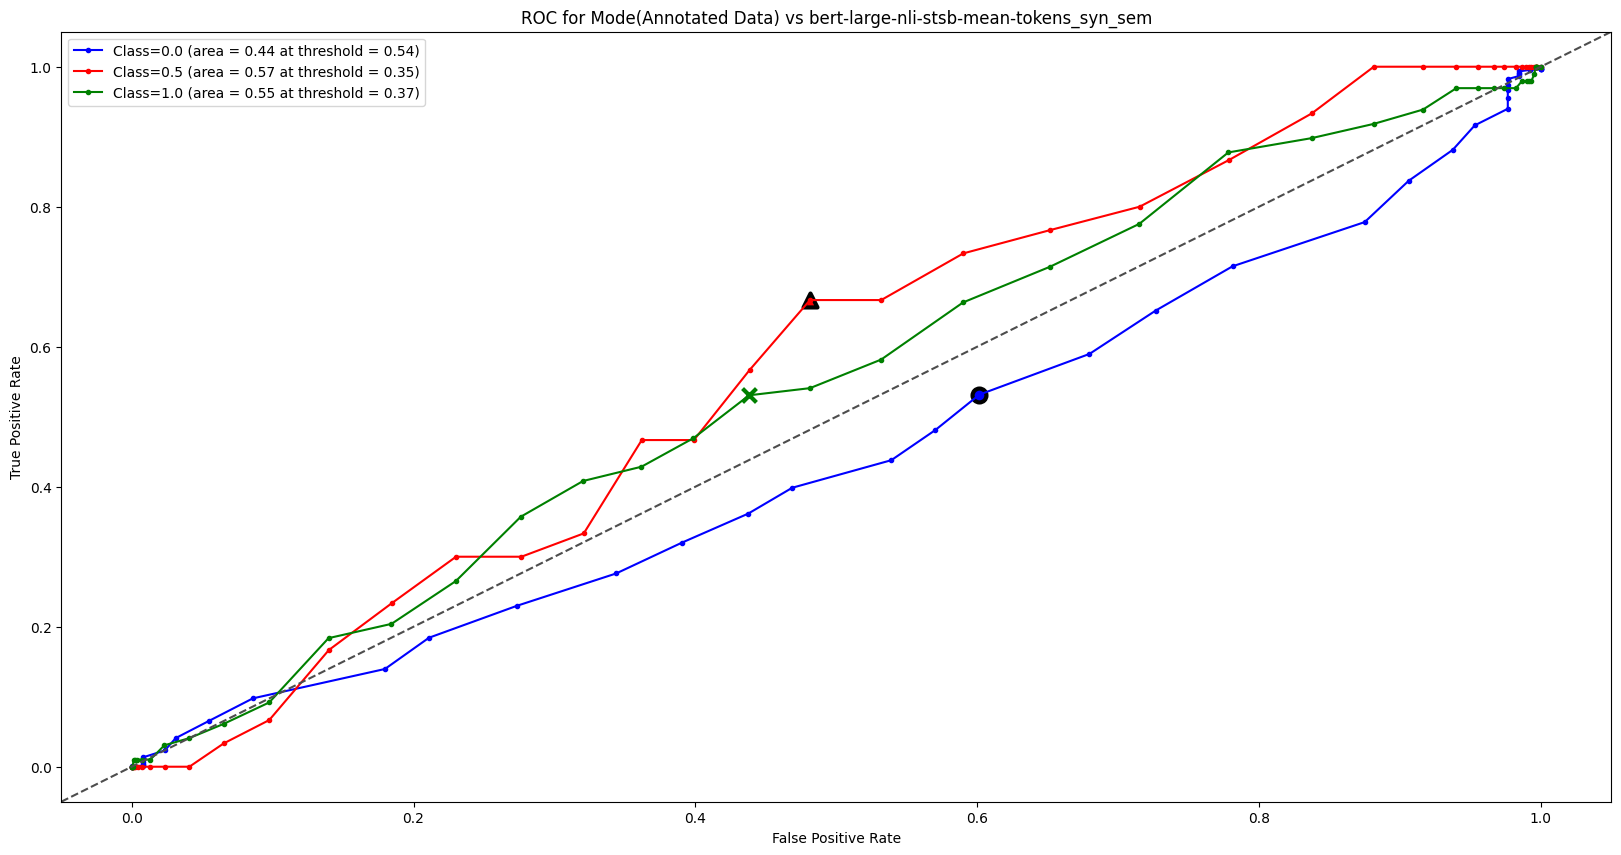 ROC for Mode(Annotated Data) vs bert-large-nli-stsb-mean-tokens_syn_sem
Class=0.0 (area = 0.44 at threshold = 0.54)
Class=0.5 (area = 0.57 at threshold = 0.35)
Class=1.0 (area = 0.55 at threshold = 0.37)
True Positive Rate
1.0
0.8
0.6
0.4
0.2
0.0
0.0 0.2 0.4 0.6 0.8 1.0
False Positive Rate